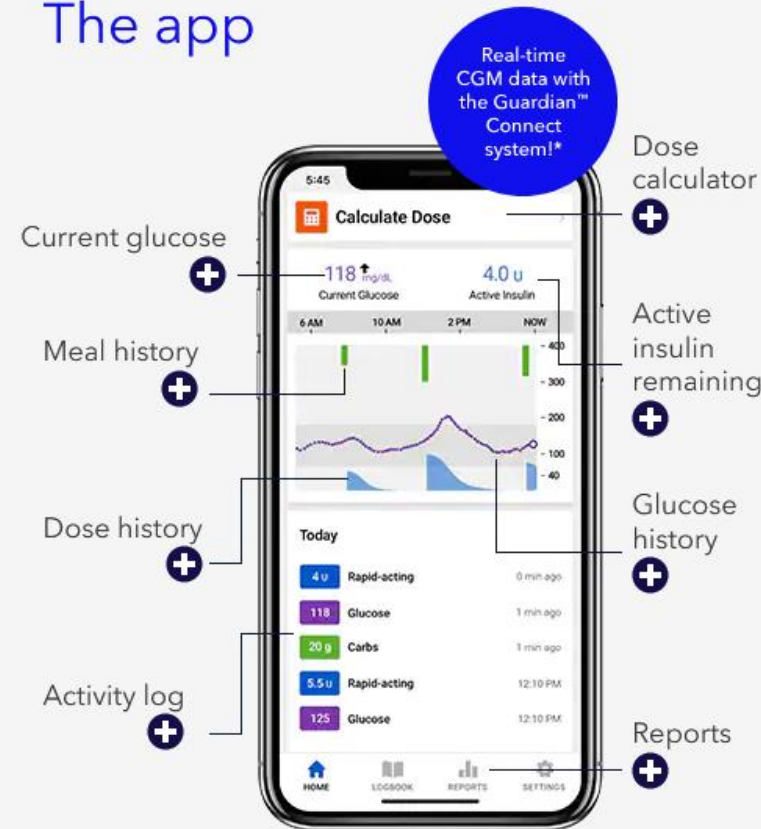 The app
Real-time
CGM data with
the Guardian™
Connect
system!*
Dose
calculator
Current glucose
Meal history
Dose history
Activity log
Active
insulin
remaining
Glucose
history
Reports
5:45
Calculate Dose
118 mg/dL
Current Glucose
4.0 u
Active Insulin
6 AM 10 AM 2 PM NOW
400
300
200
100
40
Today
4 U Rapid-acting 0 min ago
118 Glucose 1 min ago
20 g Carbs 1 min ago
5.5 U Rapid-acting 12:10 PM
125 Glucose 12:10 PM
HOME LOGBOOK REPORTS SETTINGS